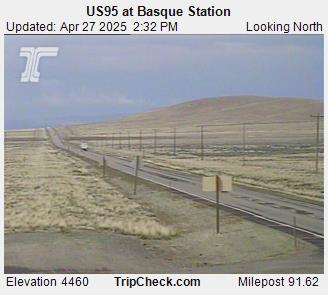 US95 at Basque Station
Updated: Apr 27 2025 2:32 PM Looking North
Elevation 4460 TripCheck.com Milepost 91.62